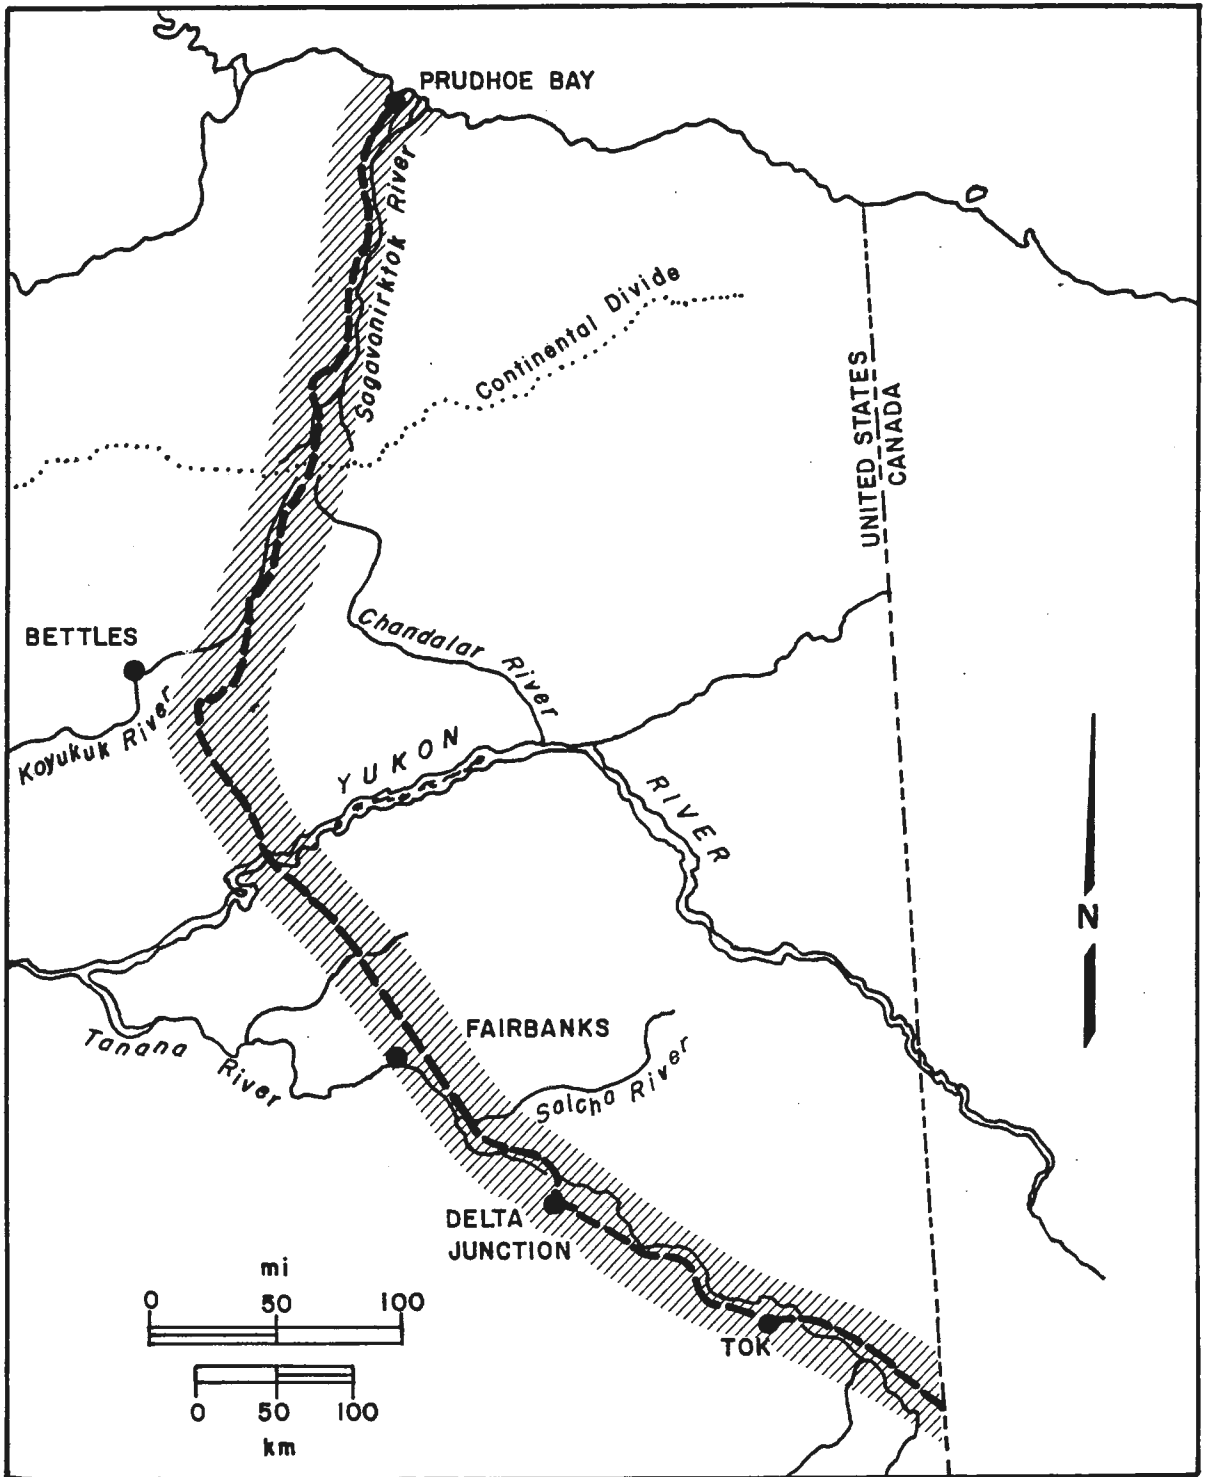 PRUDHOE BAY
Sagavanirktok River
Continental Divide
UNITED STATES
CANADA
BETTLES
Koyukuk River
Chandalar River
YUKON
RIVER
N
Tanana River
FAIRBANKS
Salcha River
DELTA
JUNCTION
TOK
mi
0 50 100
0 50 100
km